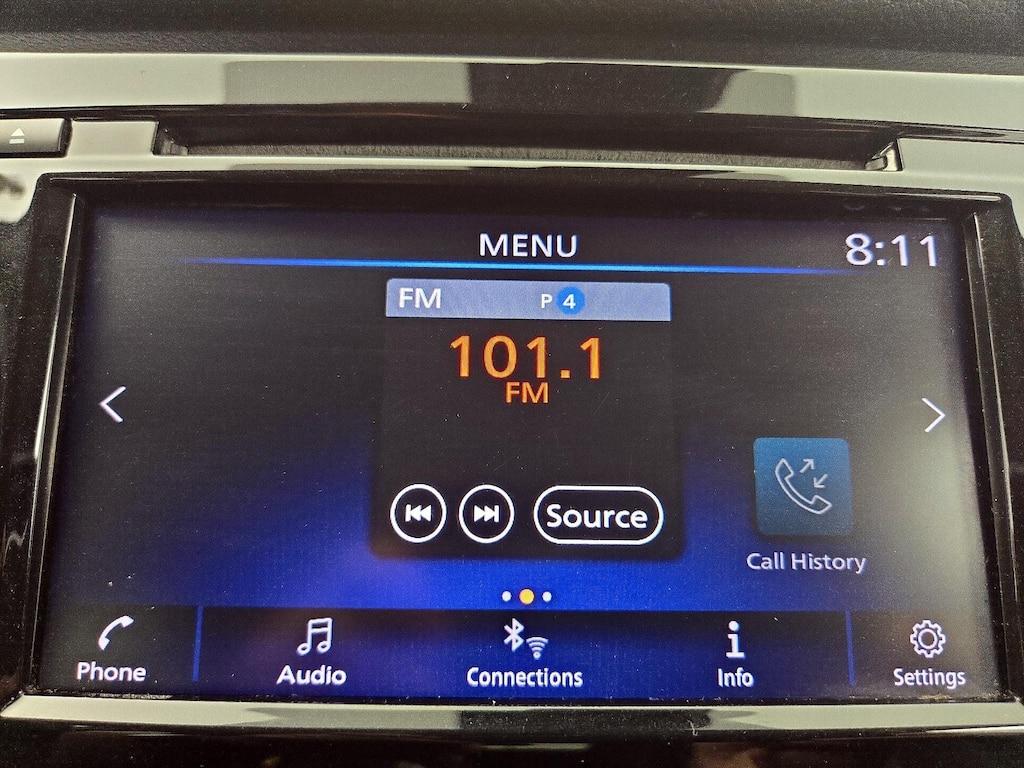 MENU
8:11
FM P 4
101.1
FM
Source
Call History
Phone
Audio
Connections
Info
Settings